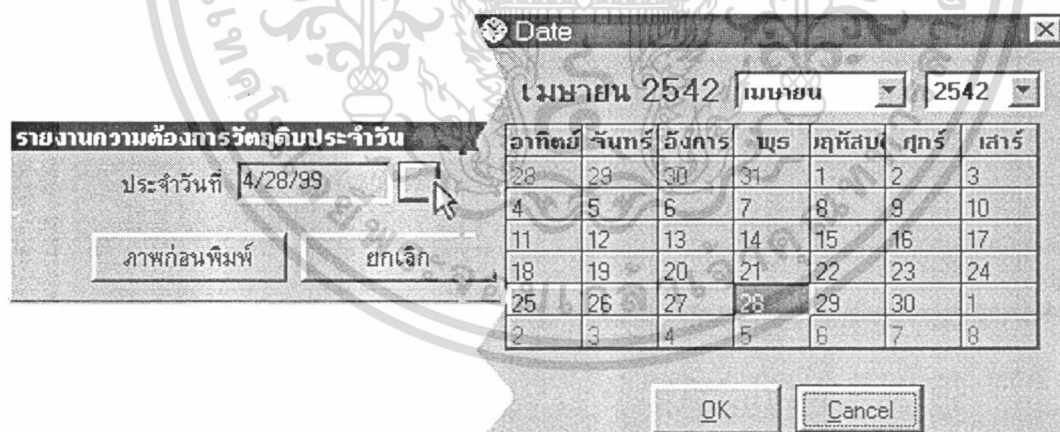 รายงานความต้องการวัตถุดิบประจำวัน
ประจำวันที่ 4/28/99
ภาพก่อนพิมพ์ ยกเลิก
Date
เมษายน 2542 เมษายน 2542
อาทิตย์ จันทร์ อังการ พุธ พฤหัสบดี ศุกร์ เสาร์
28 29 30 31 1 2 3
4 5 6 7 8 9 10
11 12 13 14 15 16 17
18 19 20 21 22 23 24
25 26 27 28 29 30 1
2 3 4 5 6 7 8
OK Cancel